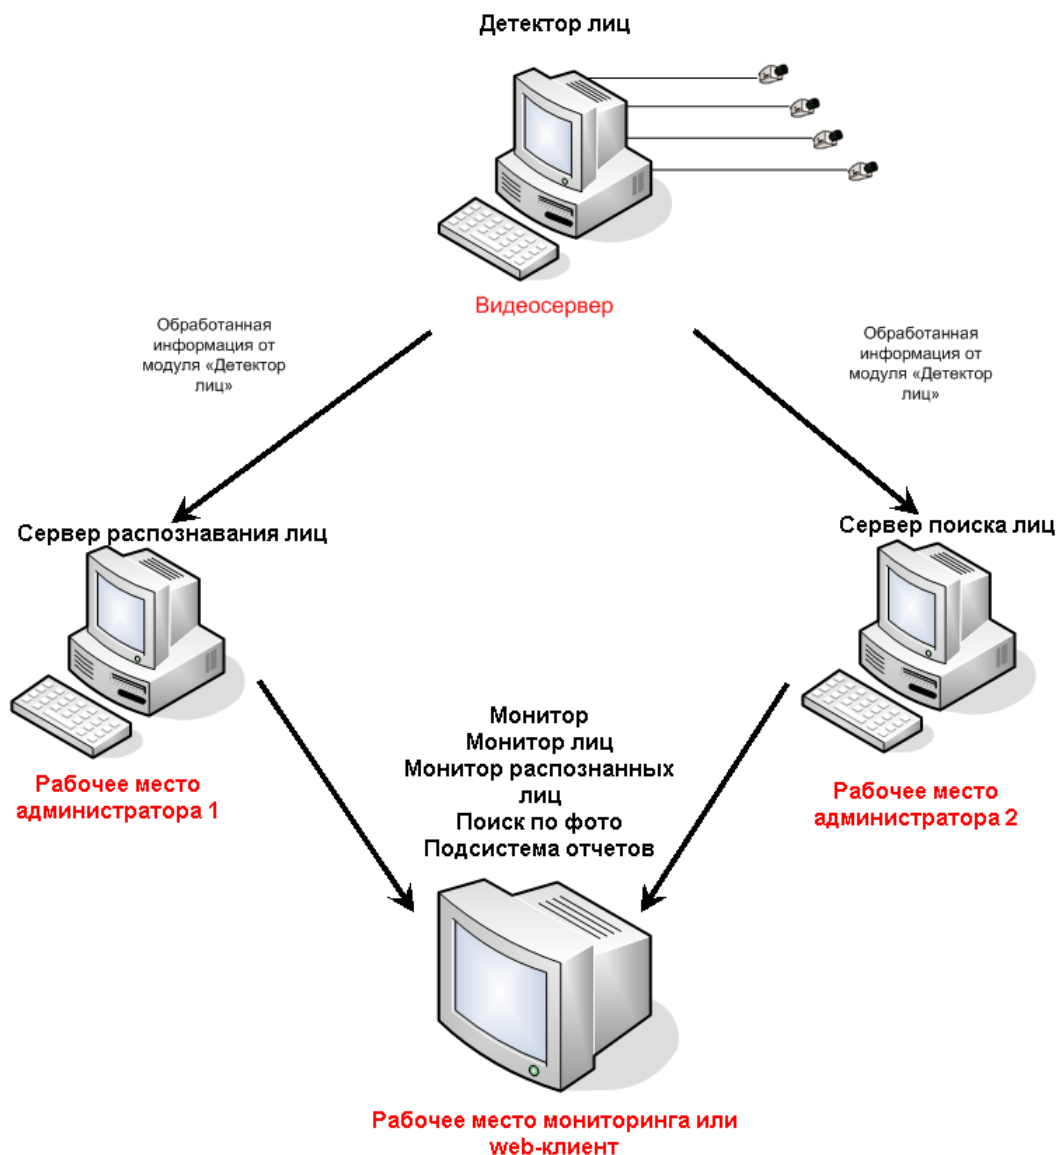 Детектор лиц
Видеосервер
Обработанная
информация от
модуля «Детектор
лиц»
Обработанная
информация от
модуля «Детектор
лиц»
Сервер распознавания лиц
Сервер поиска лиц
Рабочее место
администратора 1
Монитор
Монитор лиц
Монитор распознанных
лиц
Поиск по фото
Подсистема отчетов
Рабочее место
администратора 2
Рабочее место мониторинга или
web-клиент